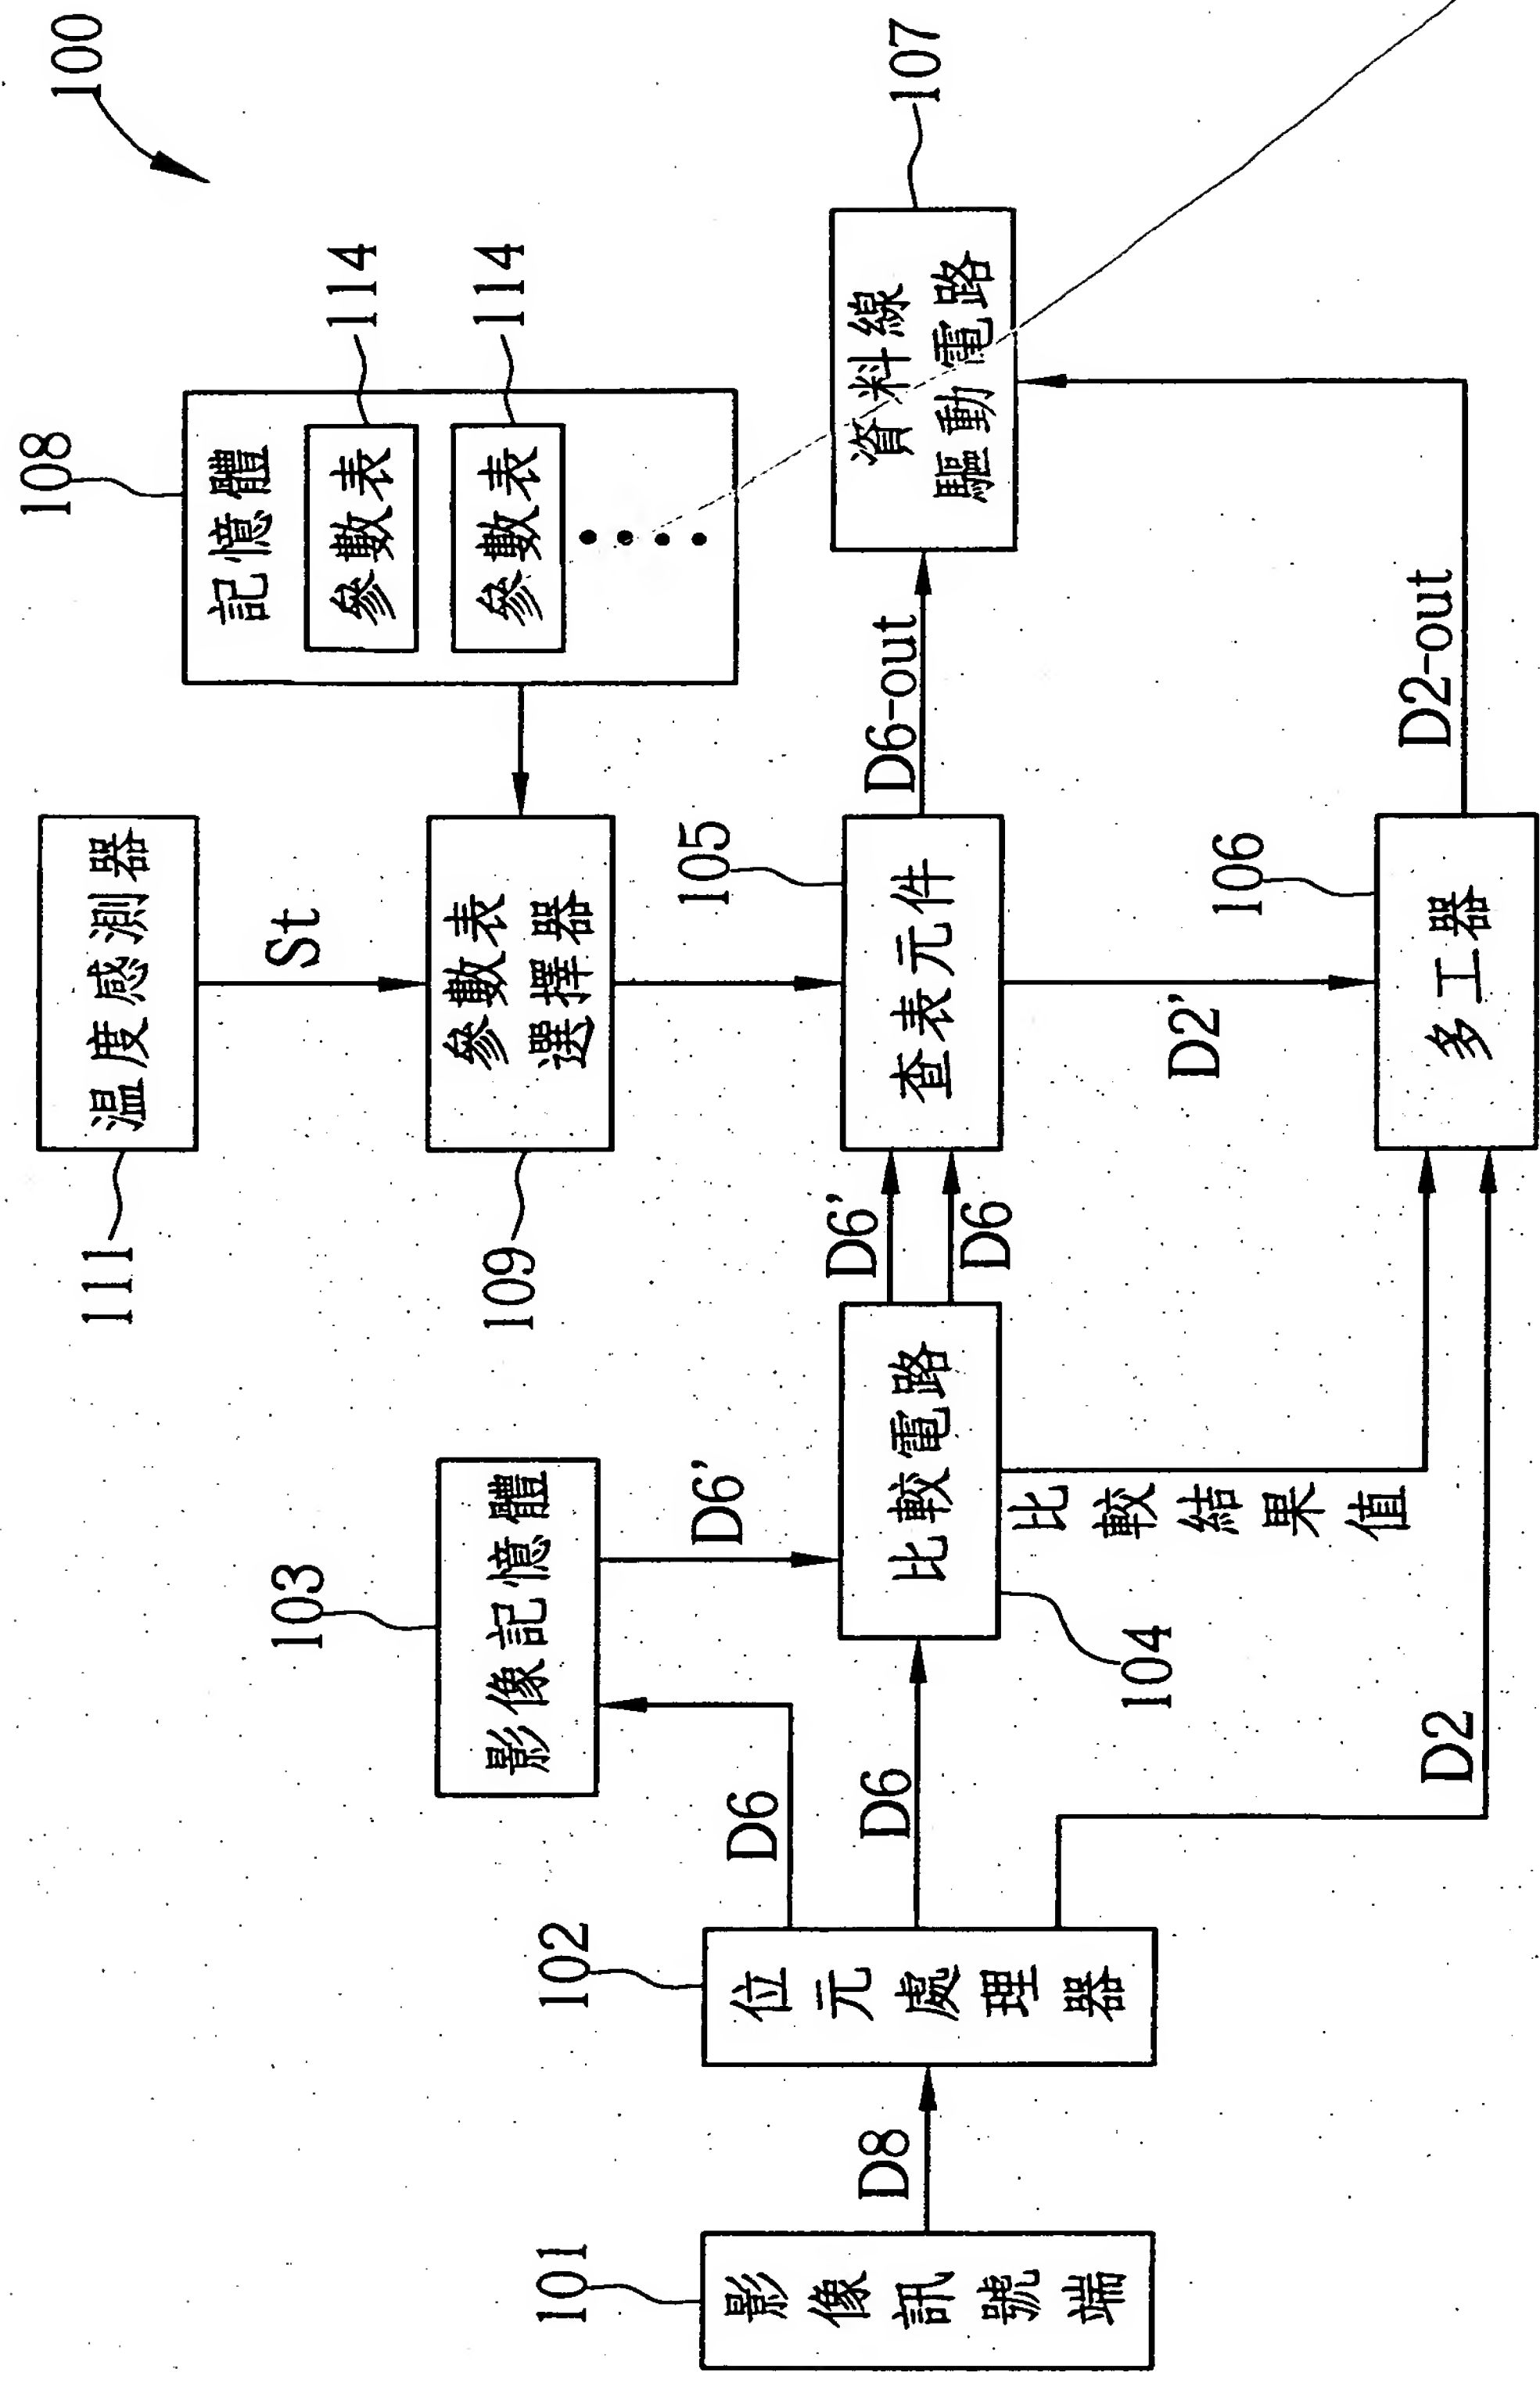 100
111
溫度感測器
St
108
記憶體
參數表
114
參數表
114
109
參數表
選擇器
103
影像記憶體
D6'
D6
101
影像訊號端
D8
102
位元處理器
D6
104
比較電路
D6'
D6
105
查表元件
D6-out
107
資料線
驅動電路
比較結果值
D2'
D2
106
多工器
D2-out